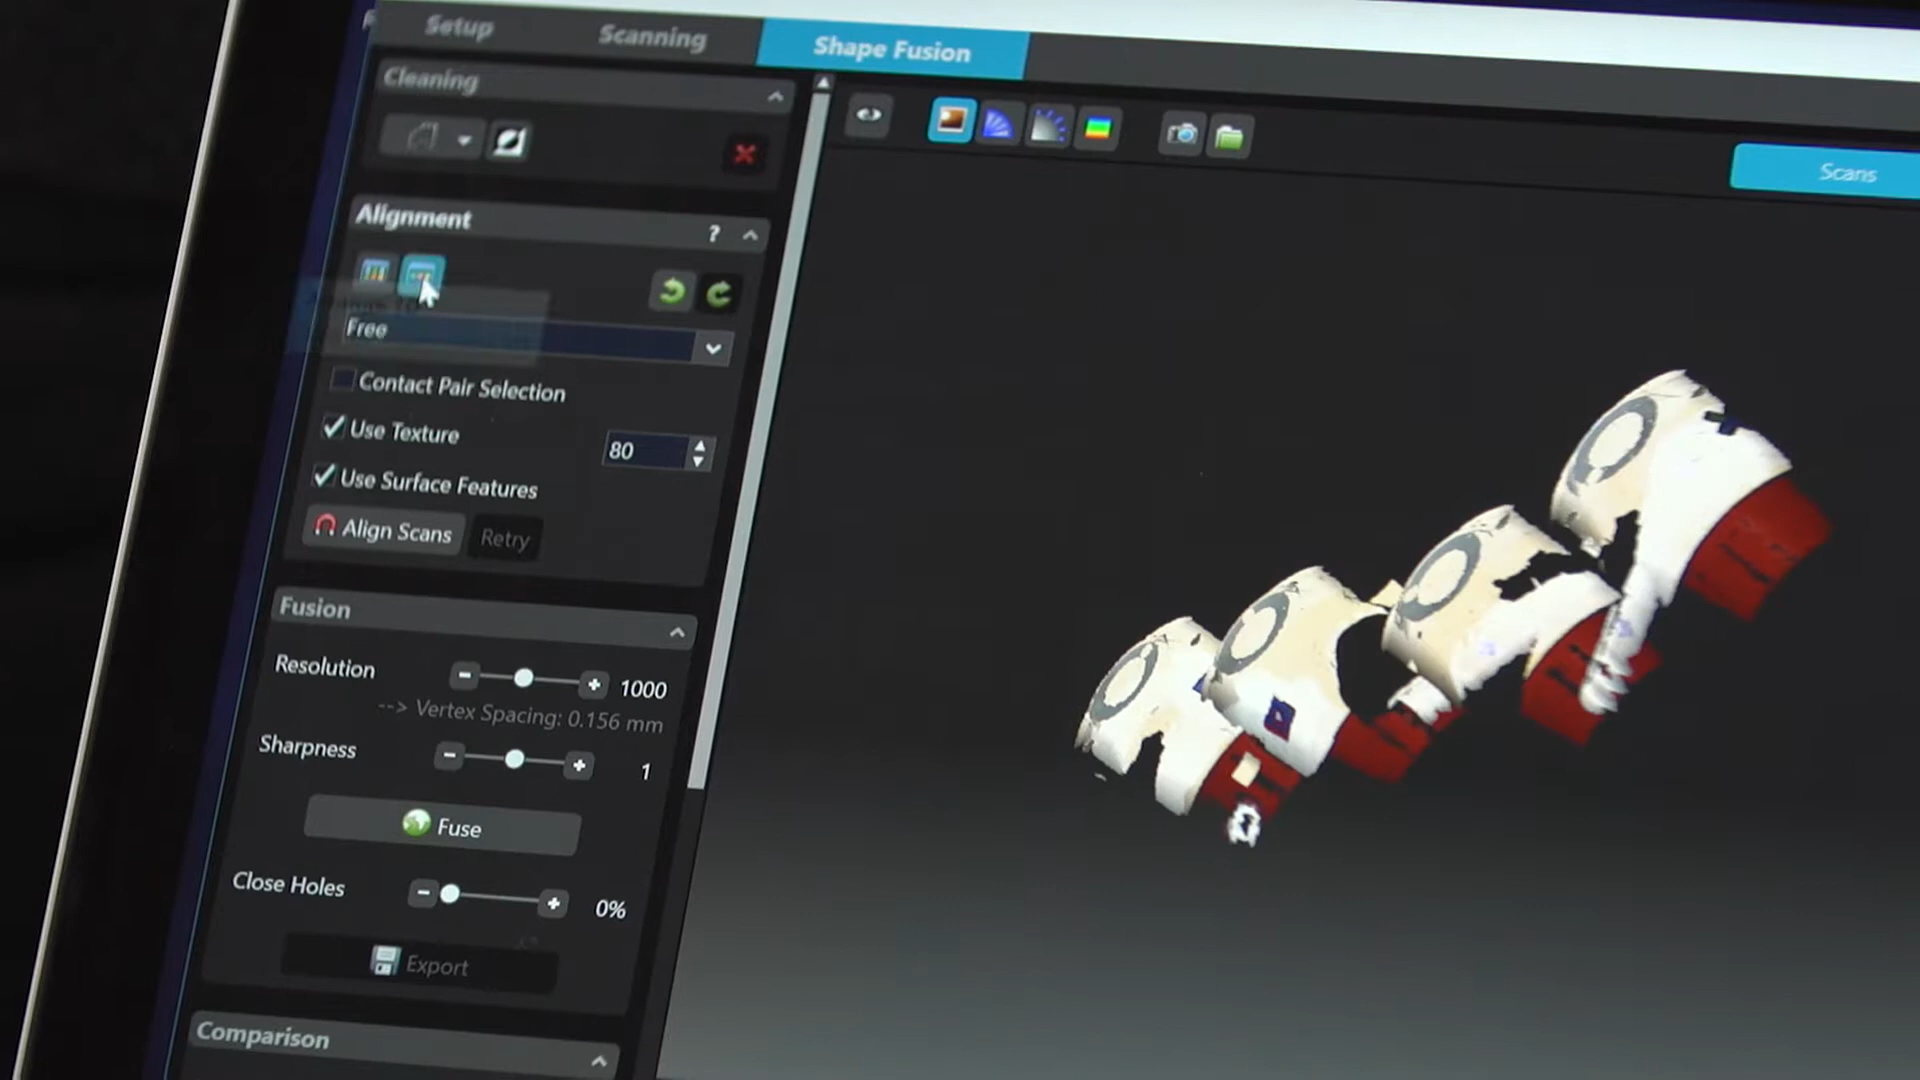 Setup Scanning Shape Fusion
Cleaning
Scans
Alignment ?
Free
Contact Pair Selection
Use Texture 80
Use Surface Features
Align Scans Retry
Fusion
Resolution 1000
--> Vertex Spacing: 0.156 mm
Sharpness 1
Fuse
Close Holes 0%
Export
Comparison